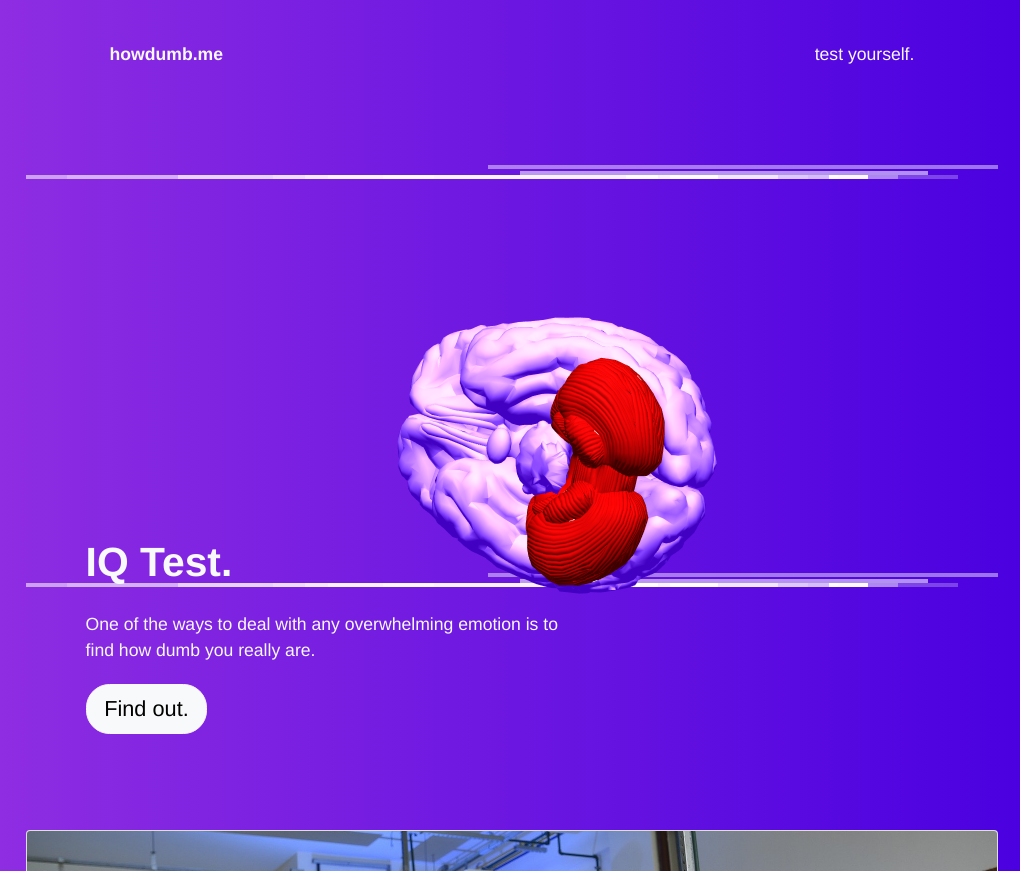 howdumb.me
test yourself.
IQ Test.
One of the ways to deal with any overwhelming emotion is to
find how dumb you really are.
Find out.